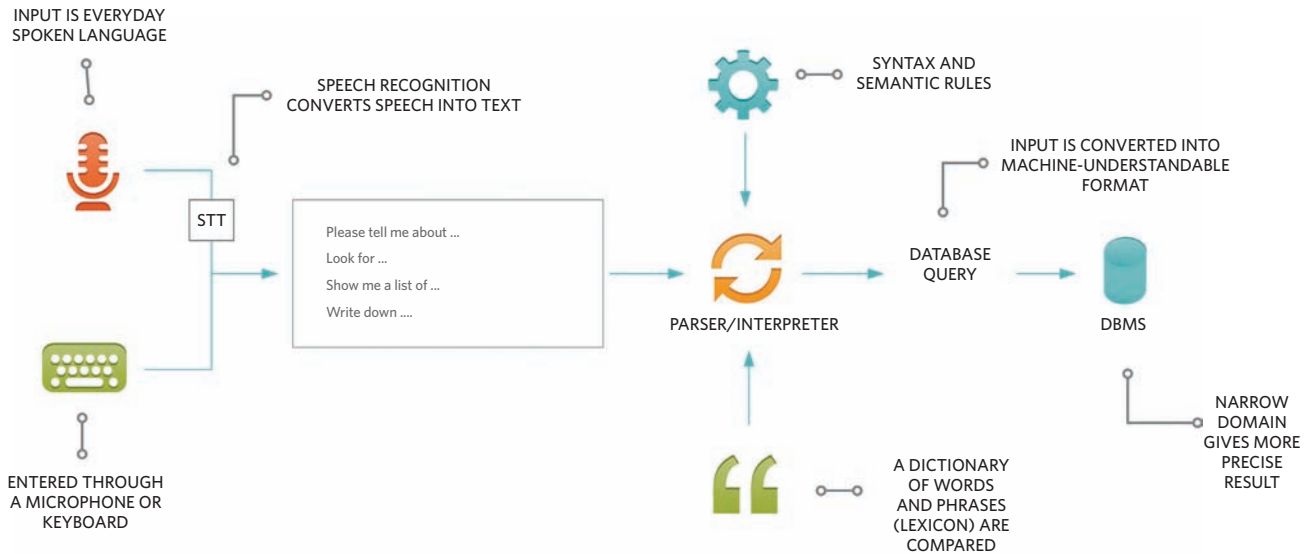 INPUT IS EVERYDAY
SPOKEN LANGUAGE
SPEECH RECOGNITION
CONVERTS SPEECH INTO TEXT
SYNTAX AND
SEMANTIC RULES
INPUT IS CONVERTED INTO
MACHINE-UNDERSTANDABLE
FORMAT
STT
Please tell me about ...
Look for ...
Show me a list of ...
Write down ....
PARSER/INTERPRETER
DATABASE
QUERY
DBMS
ENTERED THROUGH
A MICROPHONE OR
KEYBOARD
A DICTIONARY
OF WORDS
AND PHRASES
(LEXICON) ARE
COMPARED
NARROW
DOMAIN
GIVES MORE
PRECISE
RESULT